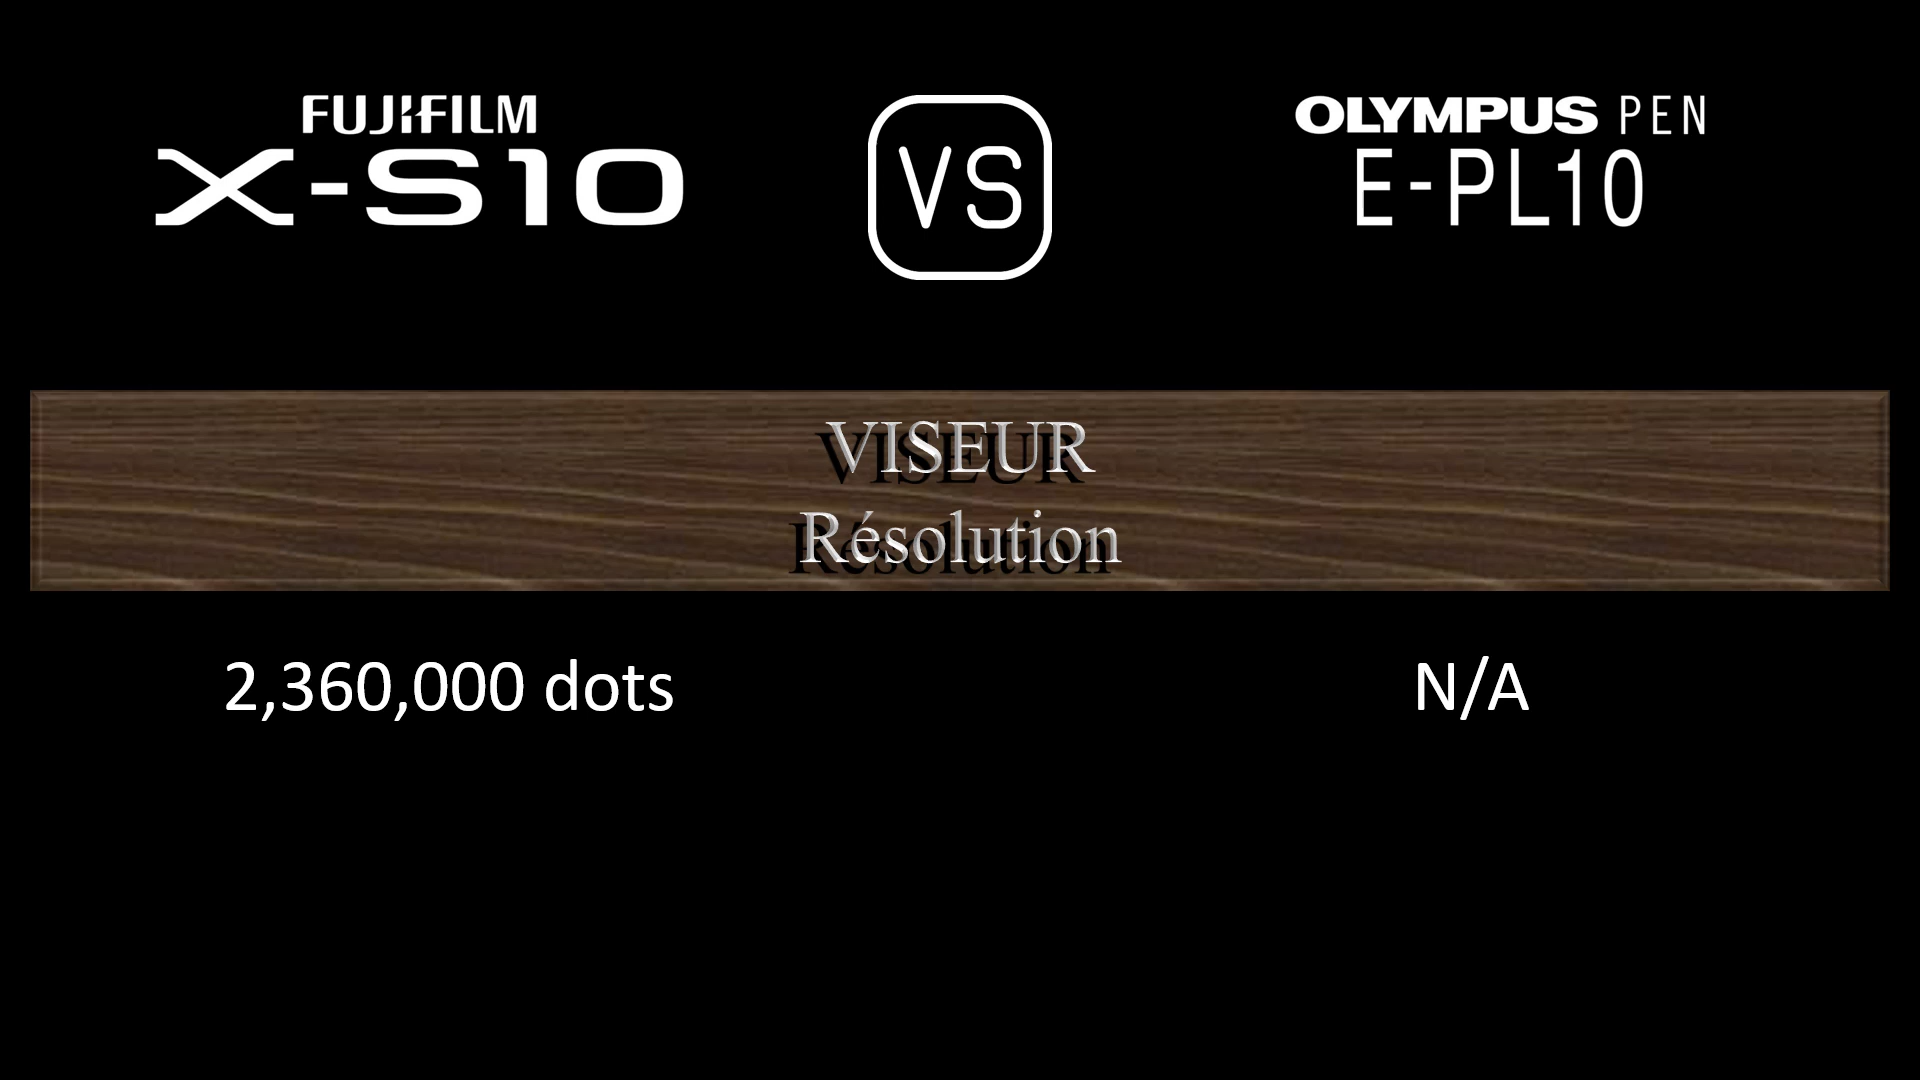 FUJIFILM
X-S10
VS
OLYMPUS PEN
E-PL10
VISEUR
Résolution
2,360,000 dots
N/A